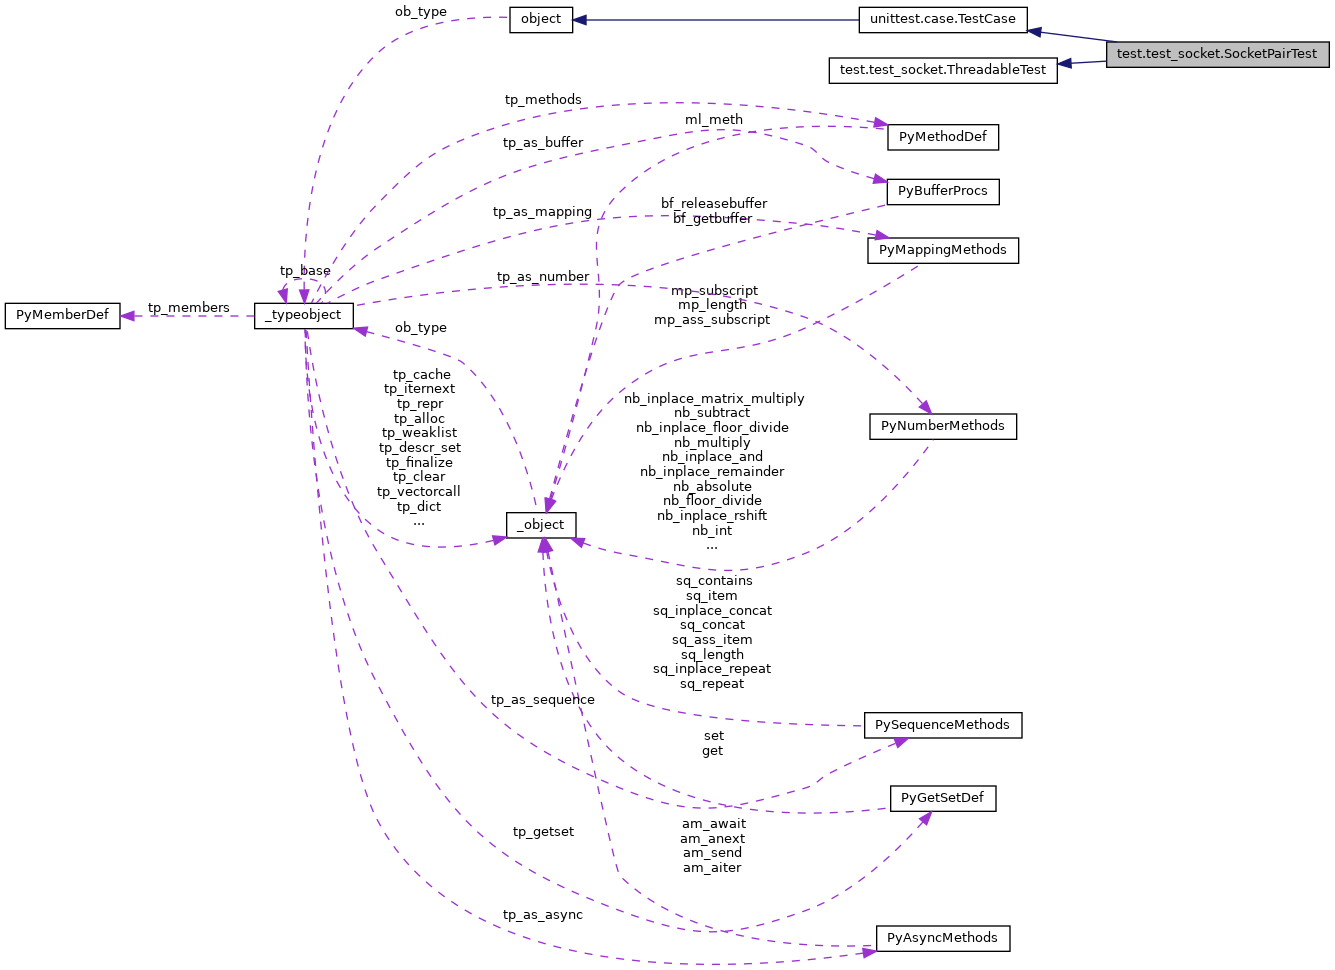 ob_type
object
unittest.case.TestCase
test.test_socket.SocketPairTest
test.test_socket.ThreadableTest
tp_methods
ml_meth
PyMethodDef
tp_as_buffer
PyBufferProcs
tp_as_mapping
bf_releasebuffer
bf_getbuffer
PyMappingMethods
tp_base
tp_as_number
mp_subscript
mp_length
mp_ass_subscript
PyMemberDef
tp_members
_typeobject
ob_type
tp_cache
tp_iternext
tp_repr
tp_alloc
tp_weaklist
tp_descr_set
tp_finalize
tp_clear
tp_vectorcall
tp_dict
...
nb_inplace_matrix_multiply
nb_subtract
nb_inplace_floor_divide
nb_multiply
nb_inplace_and
nb_inplace_remainder
nb_absolute
nb_floor_divide
nb_inplace_rshift
nb_int
...
PyNumberMethods
_object
sq_contains
sq_item
sq_inplace_concat
sq_concat
sq_ass_item
sq_length
sq_inplace_repeat
sq_repeat
tp_as_sequence
PySequenceMethods
set
get
PyGetSetDef
tp_getset
am_await
am_anext
am_send
am_aiter
tp_as_async
PyAsyncMethods